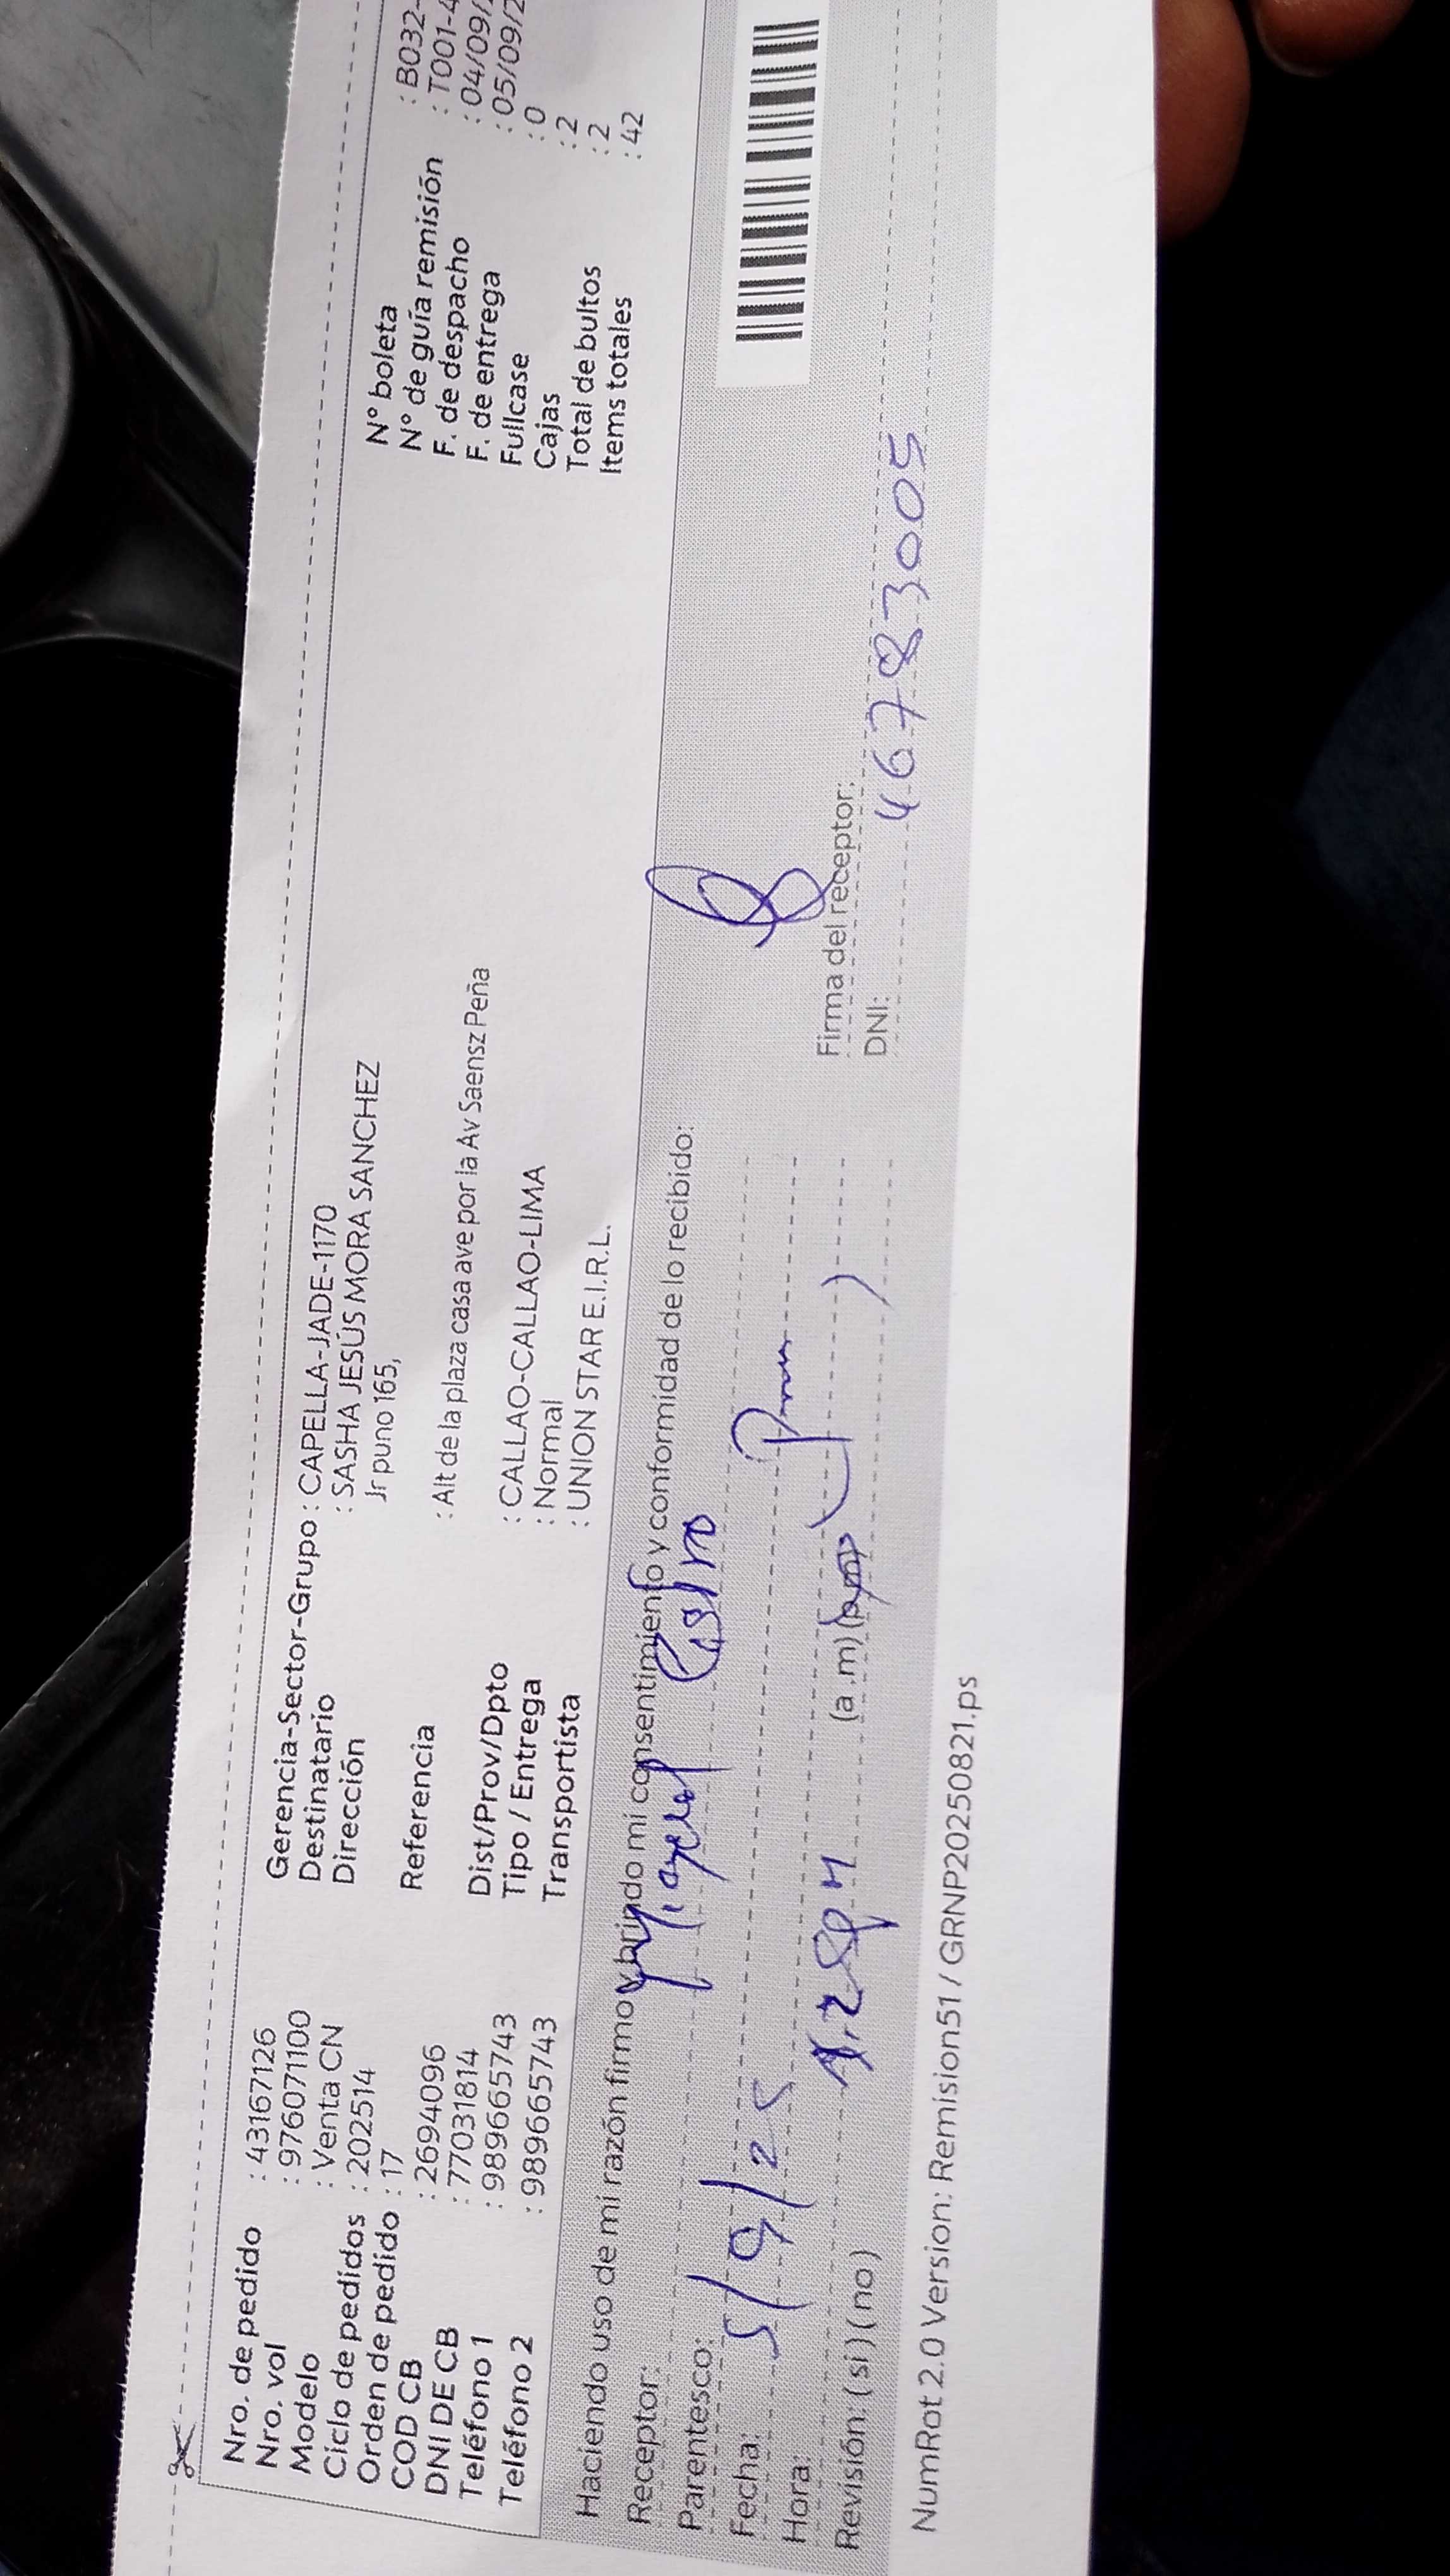 Nro. de pedido : 43167126
Nro. vol : 976071100
Modelo : Venta CN
Ciclo de pedidos : 202514
Orden de pedido : 17
COD CB : 2694096
DNI DE CB : 77031814
Teléfono 1 : 989665743
Teléfono 2 : 989665743
Gerencia-Sector-Grupo : CAPELLA-JADE-1170
Destinatario : SASHA JESÚS MORA SANCHEZ
Dirección Jr puno 165,
Referencia : Alt de la plaza casa ave por la Av Saensz Peña
Dist/Prov/Dpto : CALLAO-CALLAO-LIMA
Tipo / Entrega : Normal
Transportista : UNION STAR E.I.R.L.
N° boleta : B032-
N° de guía remisión : T001-4
F. de despacho : 04/09/
F. de entrega : 05/09/2
Fullcase : 0
Cajas : 2
Total de bultos : 2
Items totales : 42
Haciendo uso de mi razón firmo y brindo mi consentimiento y conformidad de lo recibido:
Receptor:
Parentesco:
Fecha: 5/9/25
Hora: (a.m)
Revisión: (si) (no)
Firma del receptor:
DNI: 46783005
NumRot 2.0 Version: Remision51 / GRNP20250821.ps